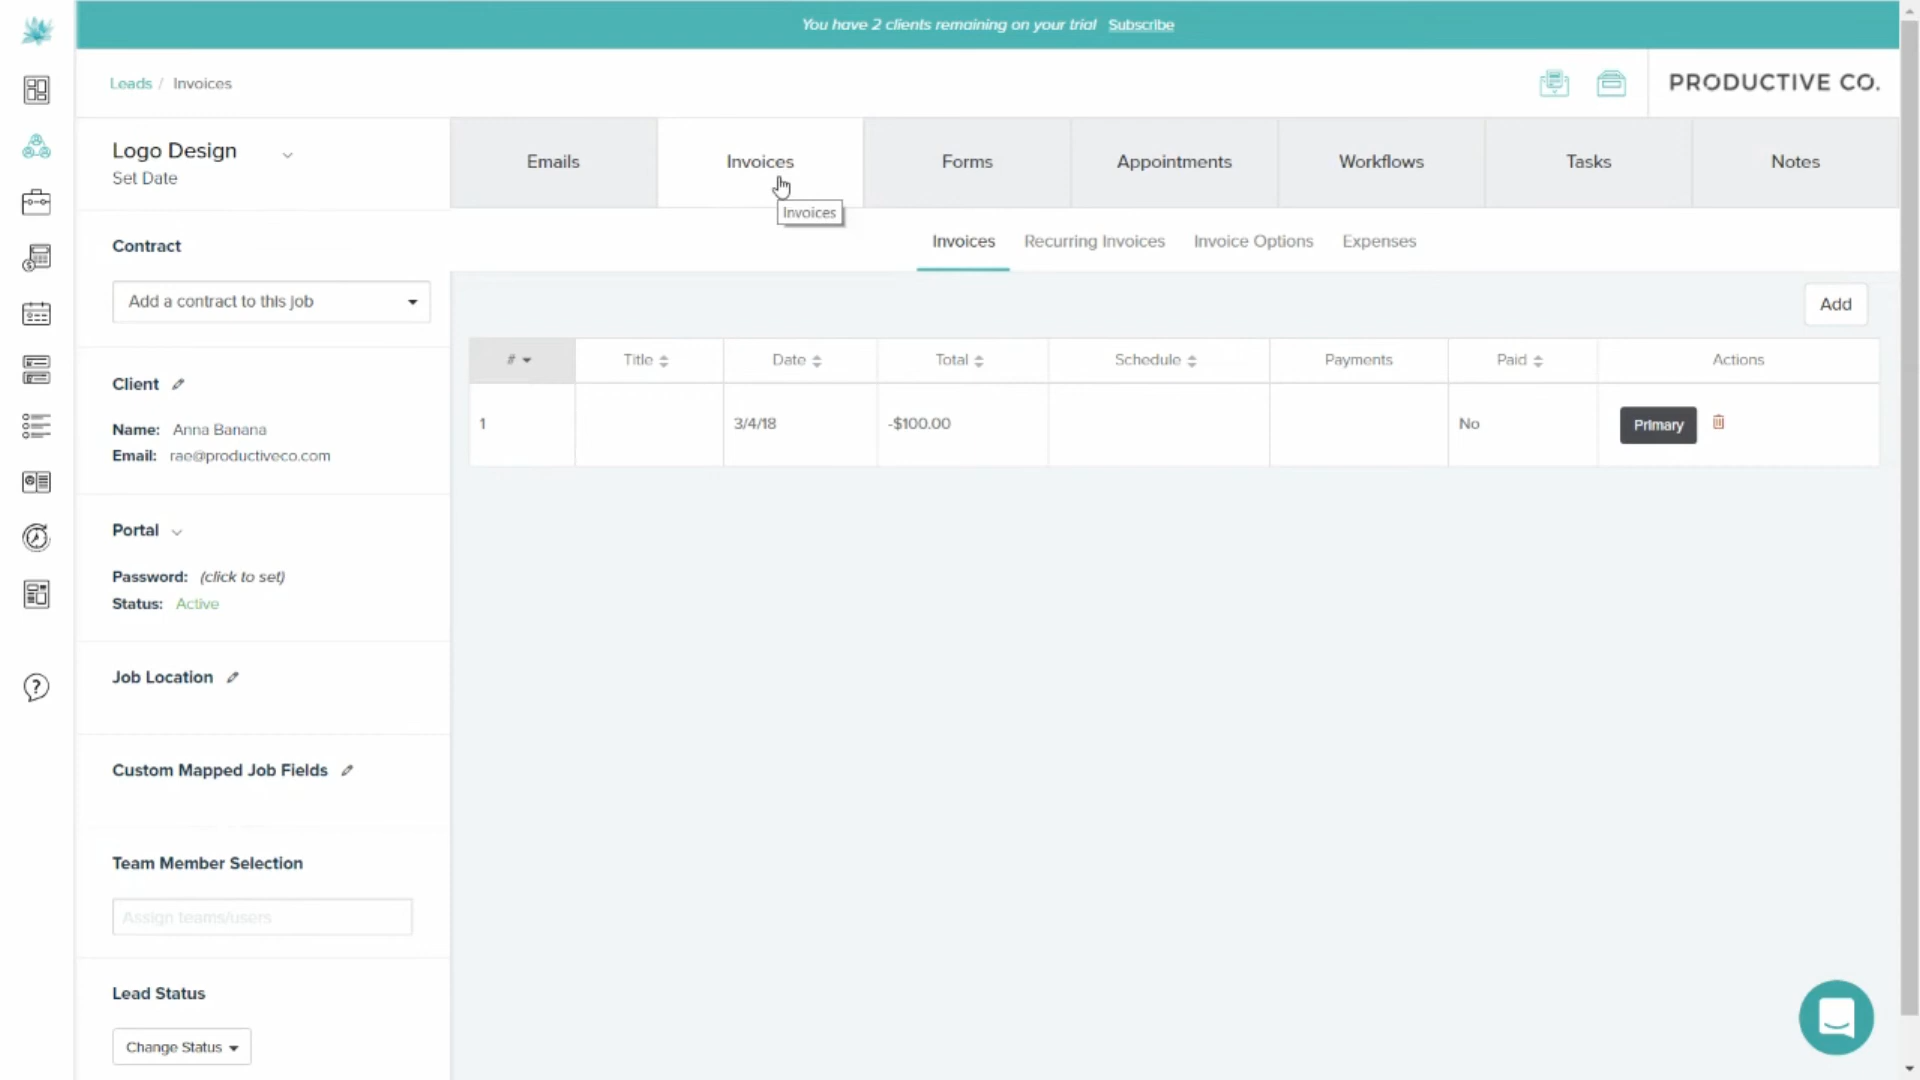 You have 2 clients remaining on your trial Subscribe
Leads / Invoices
PRODUCTIVE CO.
Logo Design
Set Date
Emails
Invoices
Forms
Appointments
Workflows
Tasks
Notes
Invoices
Invoices
Recurring Invoices
Invoice Options
Expenses
Contract
Add a contract to this job
Add
# Title Date Total Schedule Payments Paid Actions
1 3/4/18 -$100.00 No Primary
Client
Name: Anna Banana
Email: rae@productiveco.com
Portal
Password: (click to set)
Status: Active
Job Location
Custom Mapped Job Fields
Team Member Selection
Assign teams/users
Lead Status
Change Status